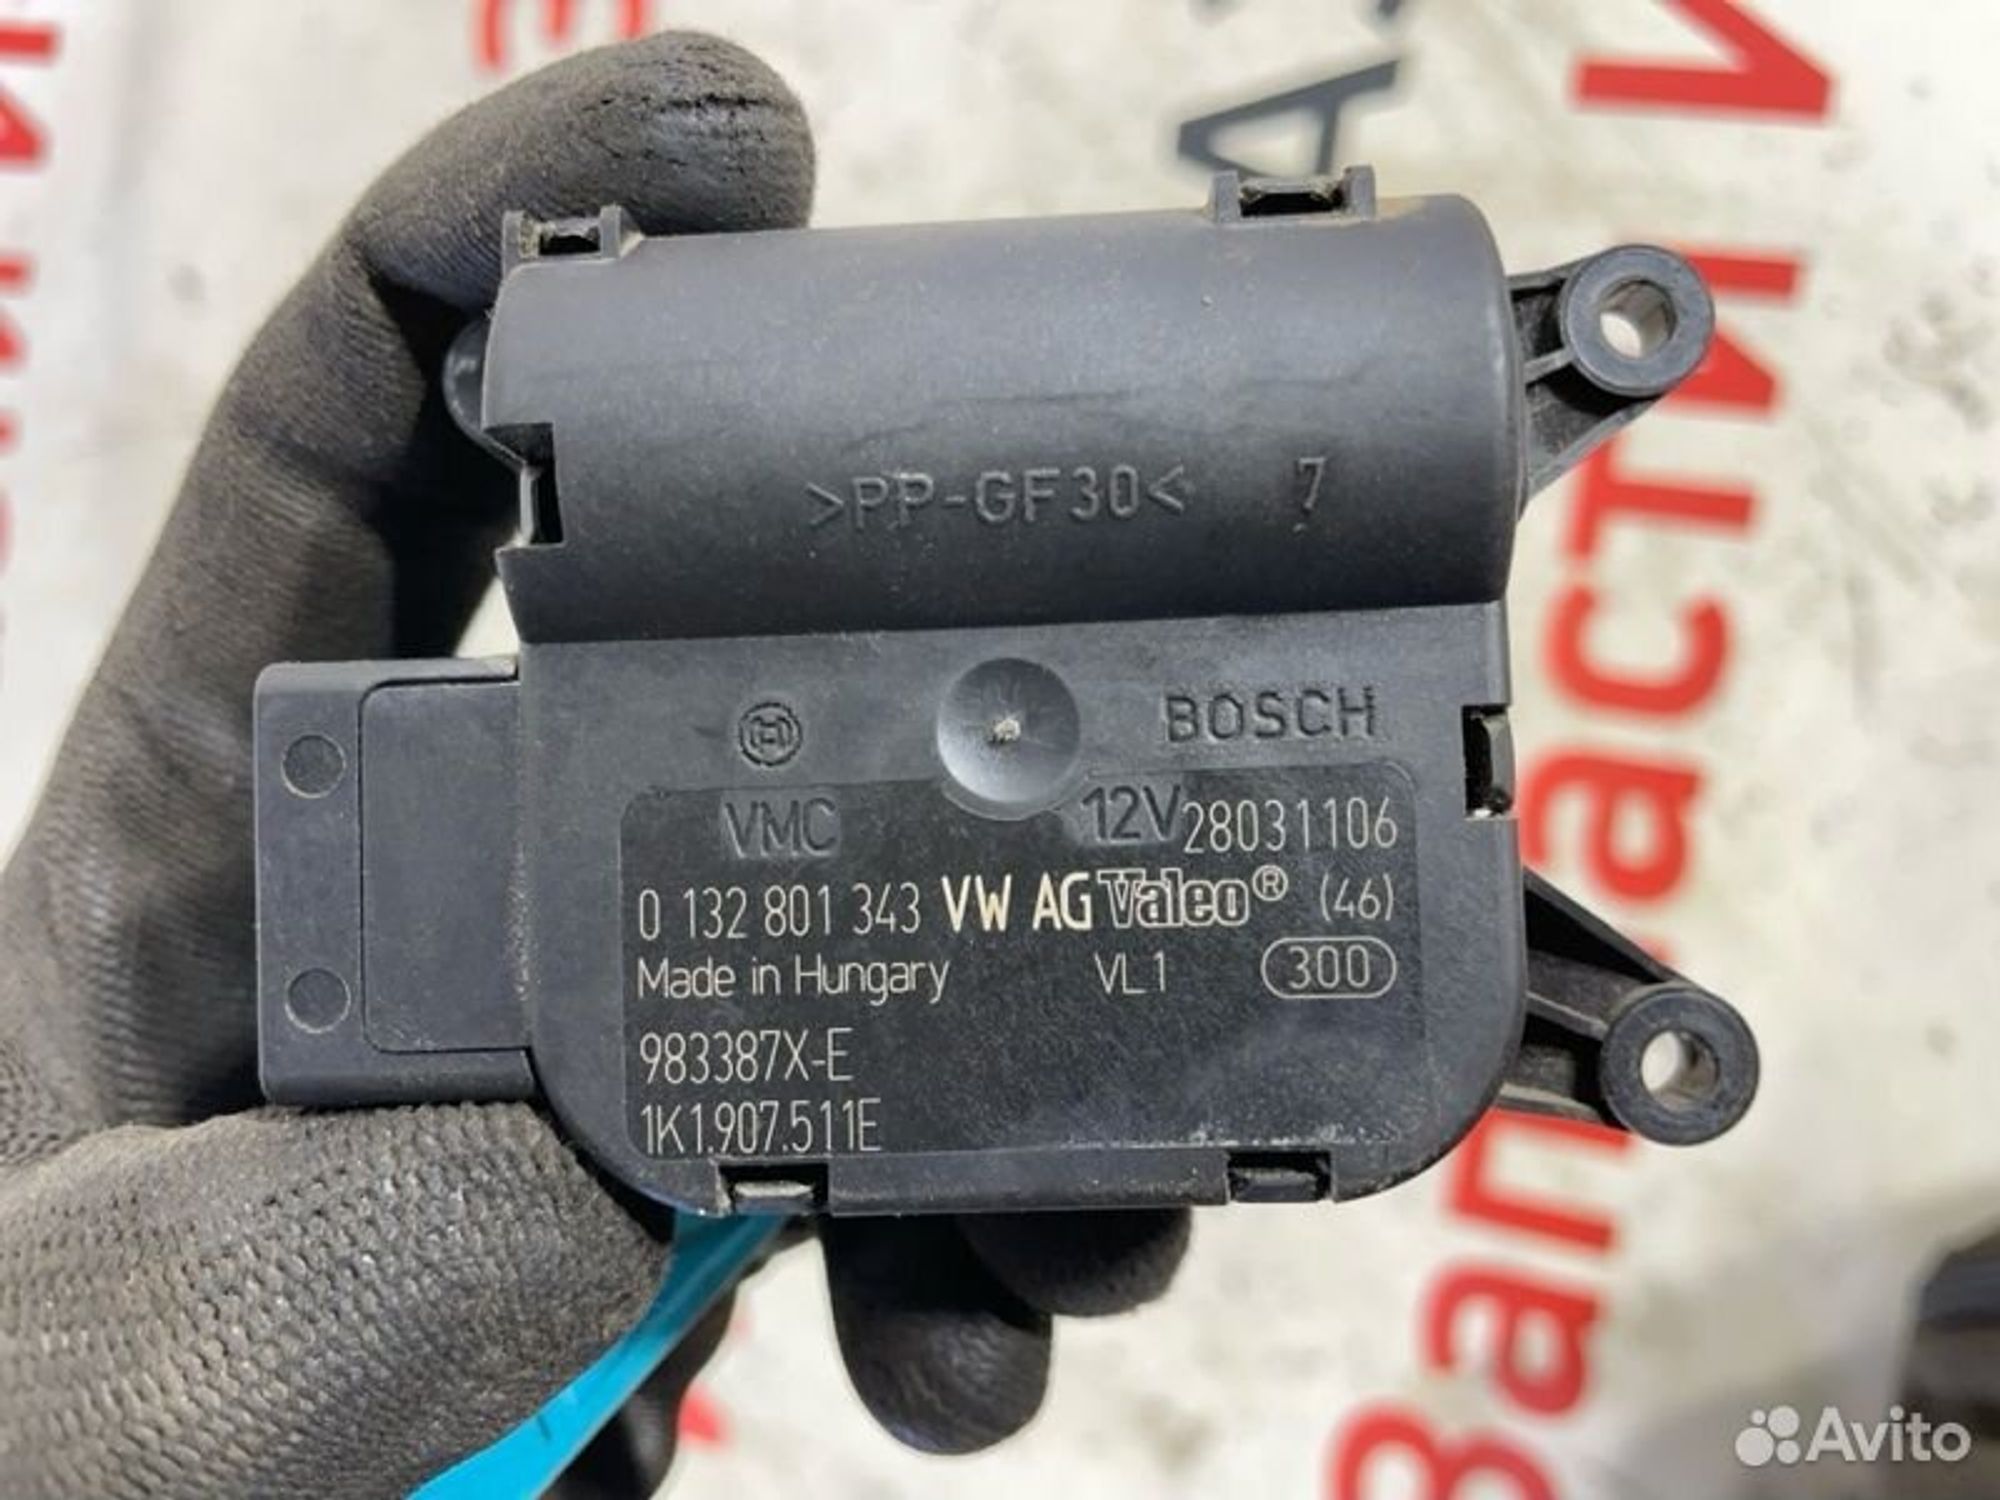 >PP-GF30< 7
BOSCH
VMC 12V 28031106
0 132 801 343 VW AG Valeo® (46)
Made in Hungary VL1 300
983387X-E
1K1.907.511E
Запчасти
Avito